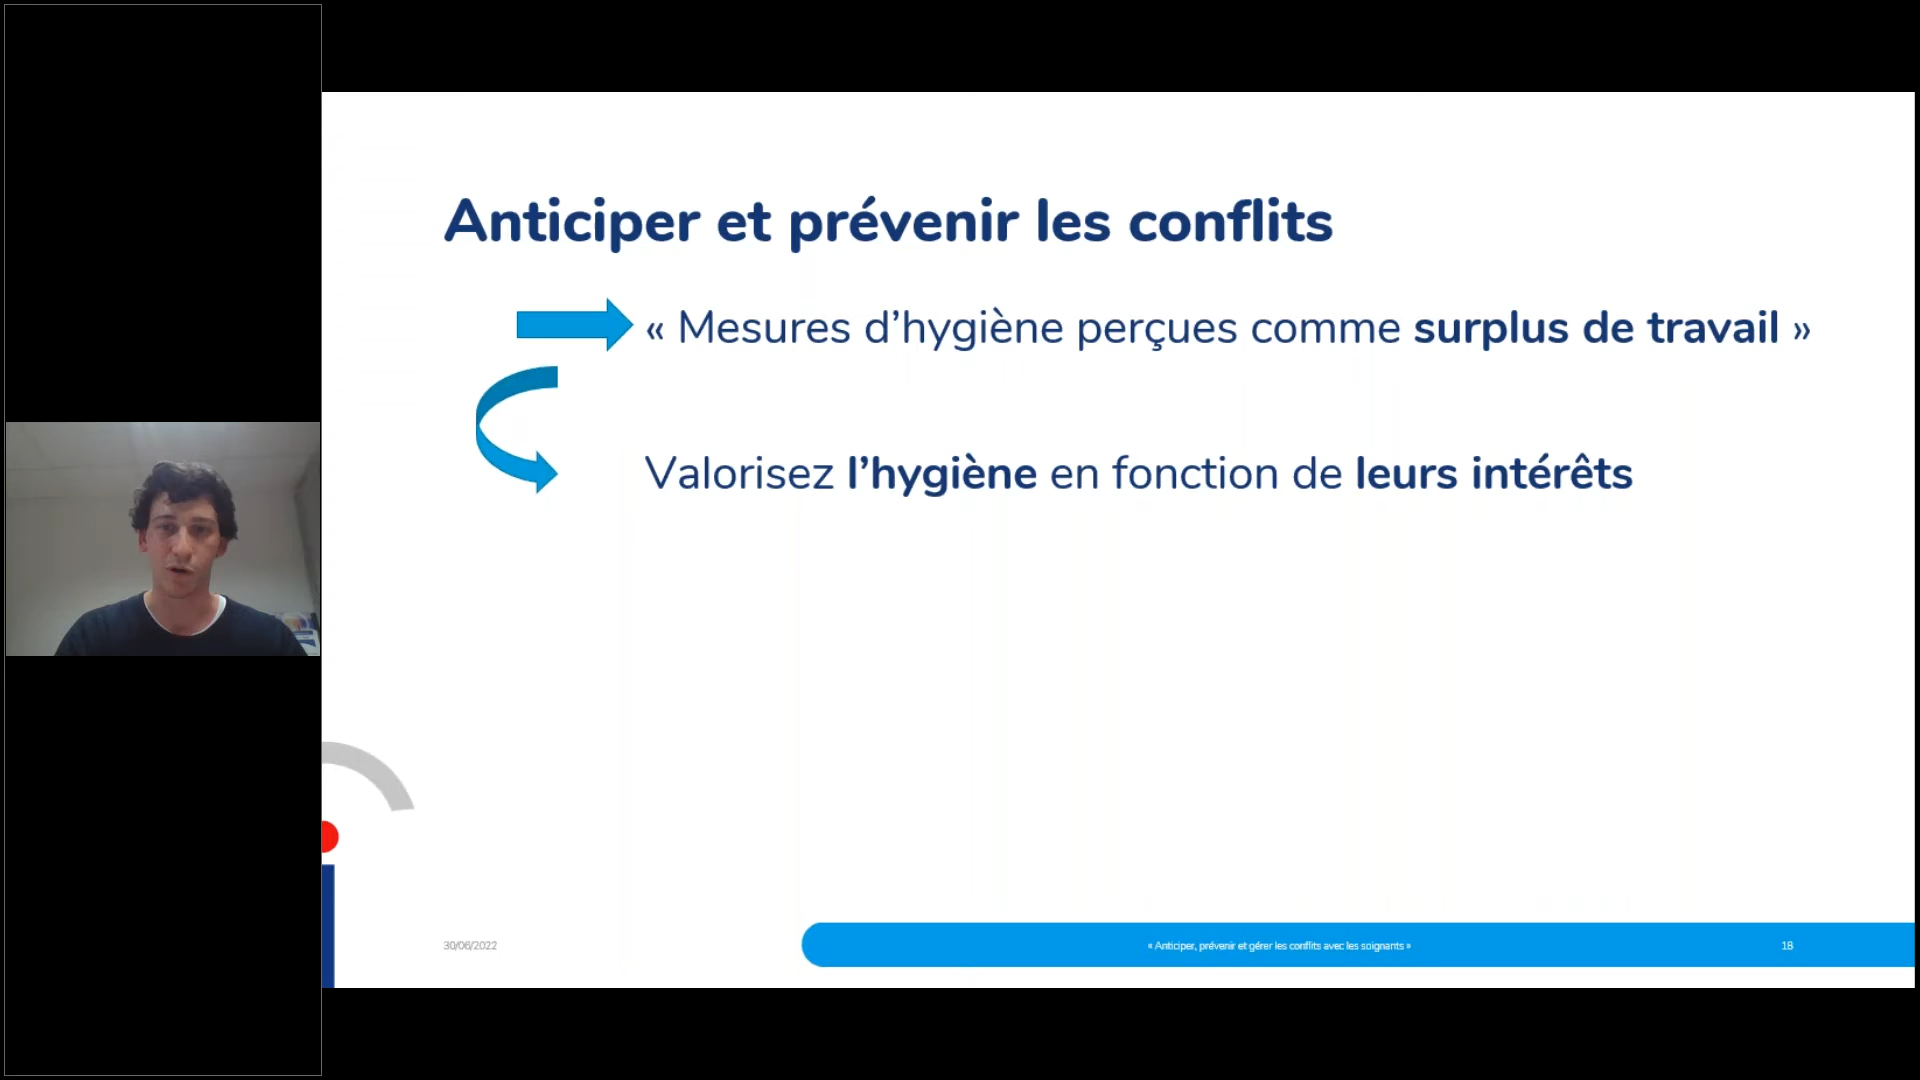 Anticiper et prévenir les conflits
« Mesures d’hygiène perçues comme surplus de travail »
Valorisez l’hygiène en fonction de leurs intérêts
30/06/2022
« Anticiper, prévenir et gérer les conflits avec les soignants »
18